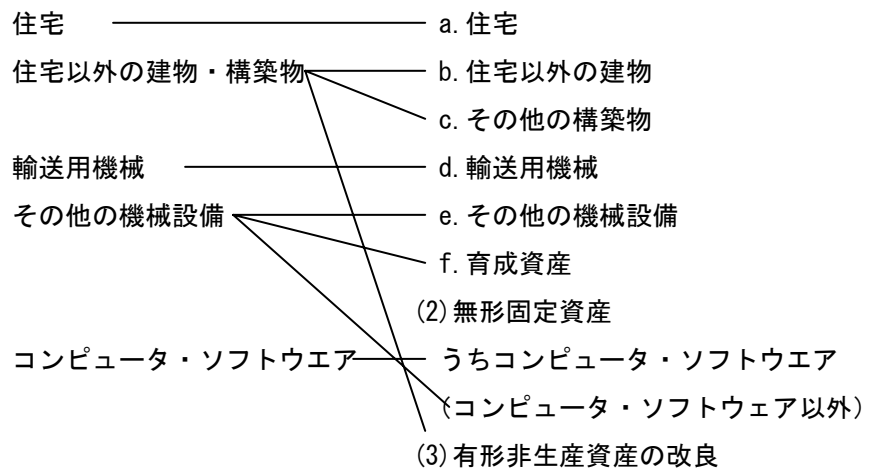 住宅 a. 住宅
住宅以外の建物・構築物 b. 住宅以外の建物
c. その他の構築物
輸送用機械 d. 輸送用機械
その他の機械設備 e. その他の機械設備
f. 育成資産
(2)無形固定資産
コンピュータ・ソフトウエア うちコンピュータ・ソフトウエア
(コンピュータ・ソフトウェア以外)
(3)有形非生産資産の改良